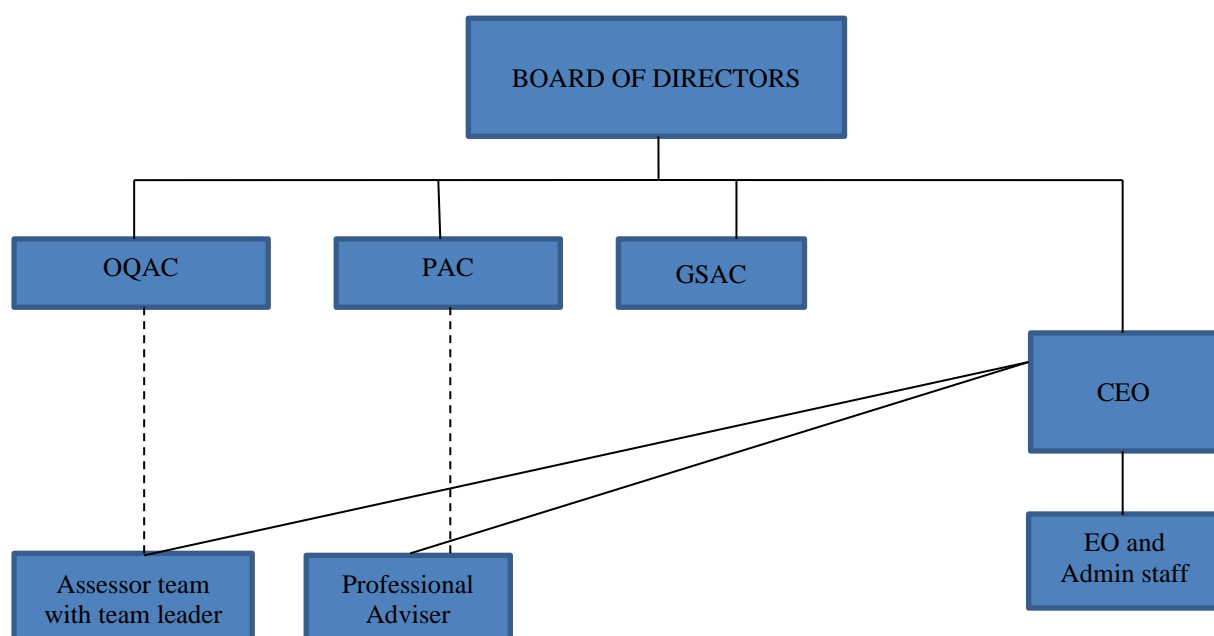 BOARD OF DIRECTORS
OQAC
PAC
GSAC
CEO
Assessor team
with team leader
Professional
Adviser
EO and
Admin staff